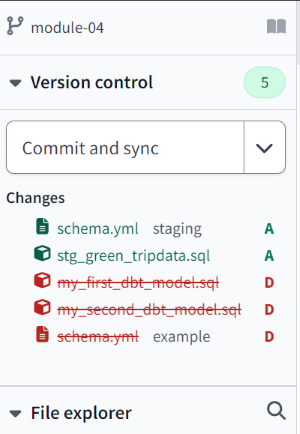 module-04
Version control 5
Commit and sync
Changes
schema.yml staging A
stg_green_tripdata.sql A
my_first_dbt_model.sql D
my_second_dbt_model.sql D
schema.yml example D
File explorer